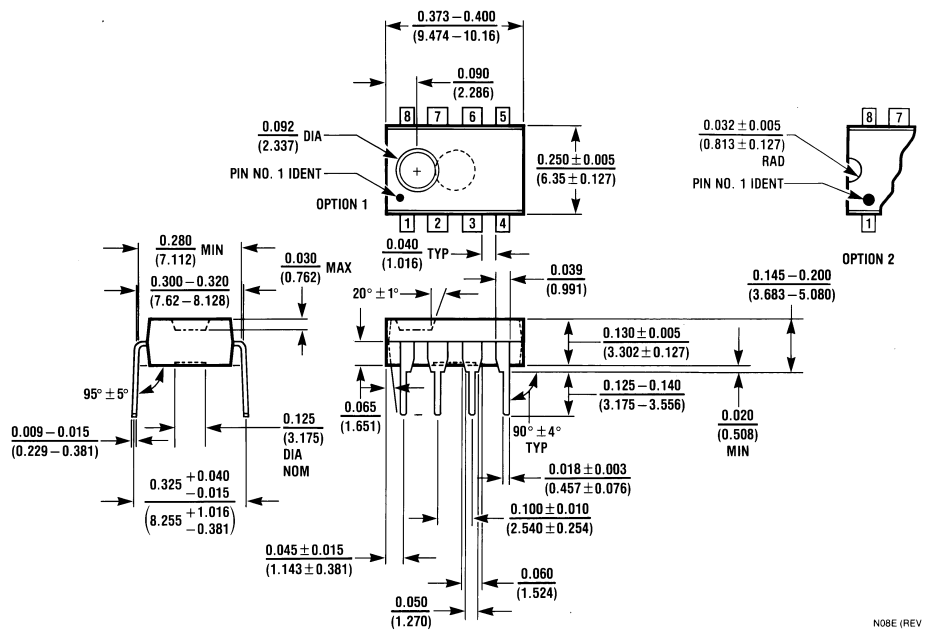 0.373 – 0.400
(9.474 – 10.16)
0.090
(2.286)
8 7 6 5
0.092 DIA
(2.337)
PIN NO. 1 IDENT
OPTION 1
+
1 2 3 4
0.250 ± 0.005
(6.35 ± 0.127)
0.032 ± 0.005
(0.813 ± 0.127)
RAD
PIN NO. 1 IDENT
8 7
1
OPTION 2
0.280 MIN
(7.112)
0.300 – 0.320
(7.62 – 8.128)
0.030 MAX
(0.762)
0.040 TYP
(1.016)
20° ± 1°
0.039
(0.991)
0.145 – 0.200
(3.683 – 5.080)
0.130 ± 0.005
(3.302 ± 0.127)
95° ± 5°
0.009 – 0.015
(0.229 – 0.381)
0.125
(3.175)
DIA
NOM
0.065
(1.651)
90° ± 4°
TYP
0.125 – 0.140
(3.175 – 3.556)
0.020
(0.508)
MIN
0.018 ± 0.003
(0.457 ± 0.076)
0.325 +0.040
−0.015
(8.255 +1.016
−0.381)
0.100 ± 0.010
(2.540 ± 0.254)
0.045 ± 0.015
(1.143 ± 0.381)
0.060
(1.524)
0.050
(1.270)
N08E (REV